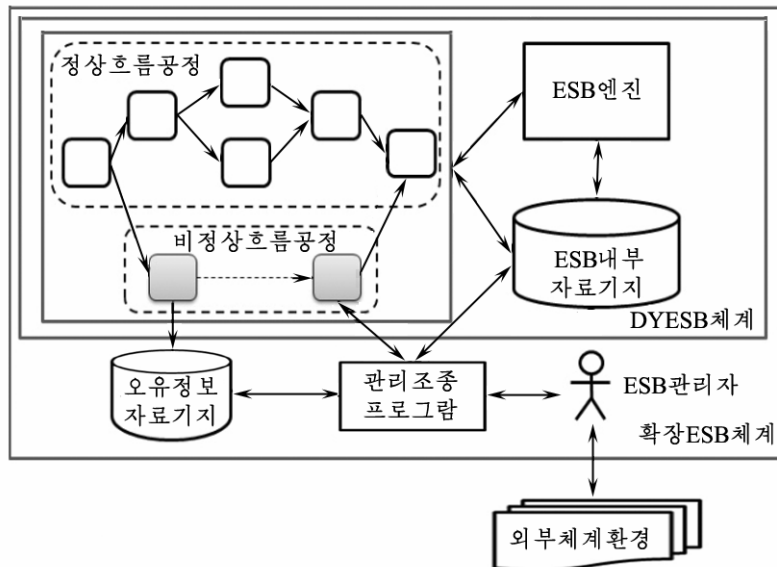 정상흐름공정
ESB엔진
비정상흐름공정
ESB내부
자료기지
DYESB체계
오유정보
자료기지
관리조종
프로그람
ESB관리자
확장ESB체계
외부체계환경